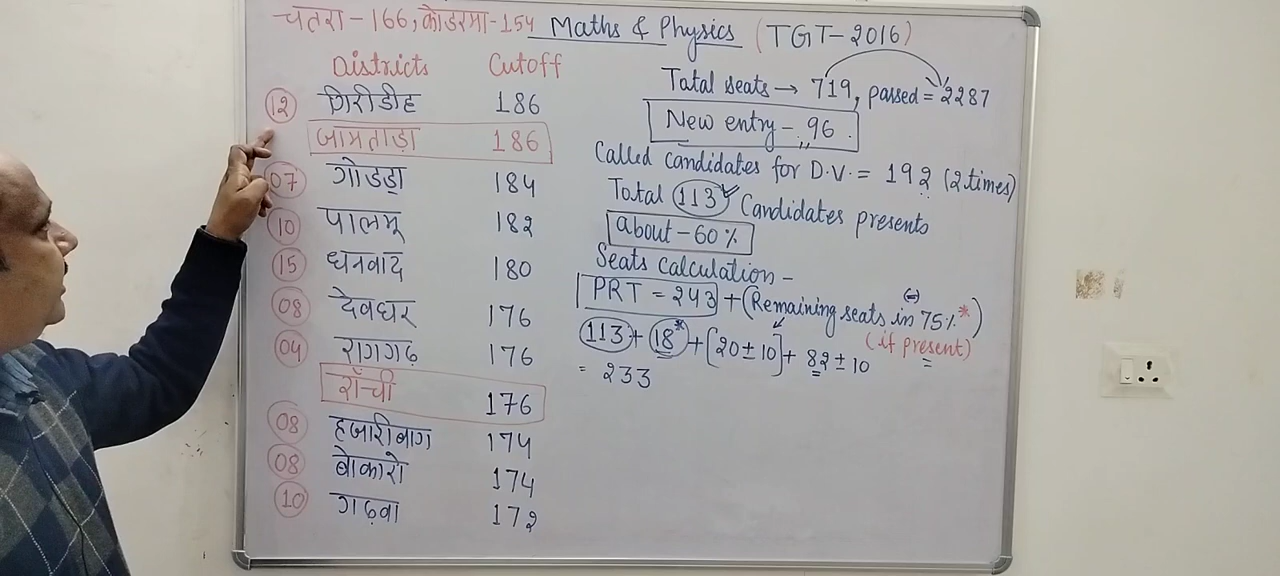 चतरा-166, कोडरमा-154 Maths & Physics (TGT-2016)
Districts Cutoff
12 गिरीडीह 186
जामताड़ा 186
07 गोड्डा 184
10 पालमू 182
15 धनबाद 180
08 देवघर 176
04 रागगढ़ 176
राँची 176
08 हजारीबाग 174
08 बोकारो 174
10 गढ़वा 172
Total seats → 719, passed = 2287
New entry - 96
Called candidates for D.V. = 192 (2 times)
Total 113 Candidates presents
about - 60%
Seats Calculation -
PRT = 243 + (Remaining seats in 75%*)
(if present)
113 + 18* + [20 ± 10] + 82 ± 10
= 233